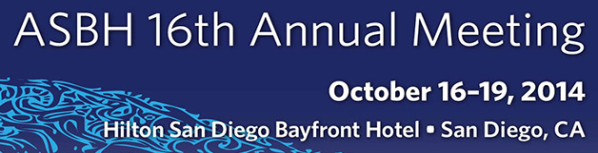 ASBH 16th Annual Meeting
October 16–19, 2014
Hilton San Diego Bayfront Hotel • San Diego, CA